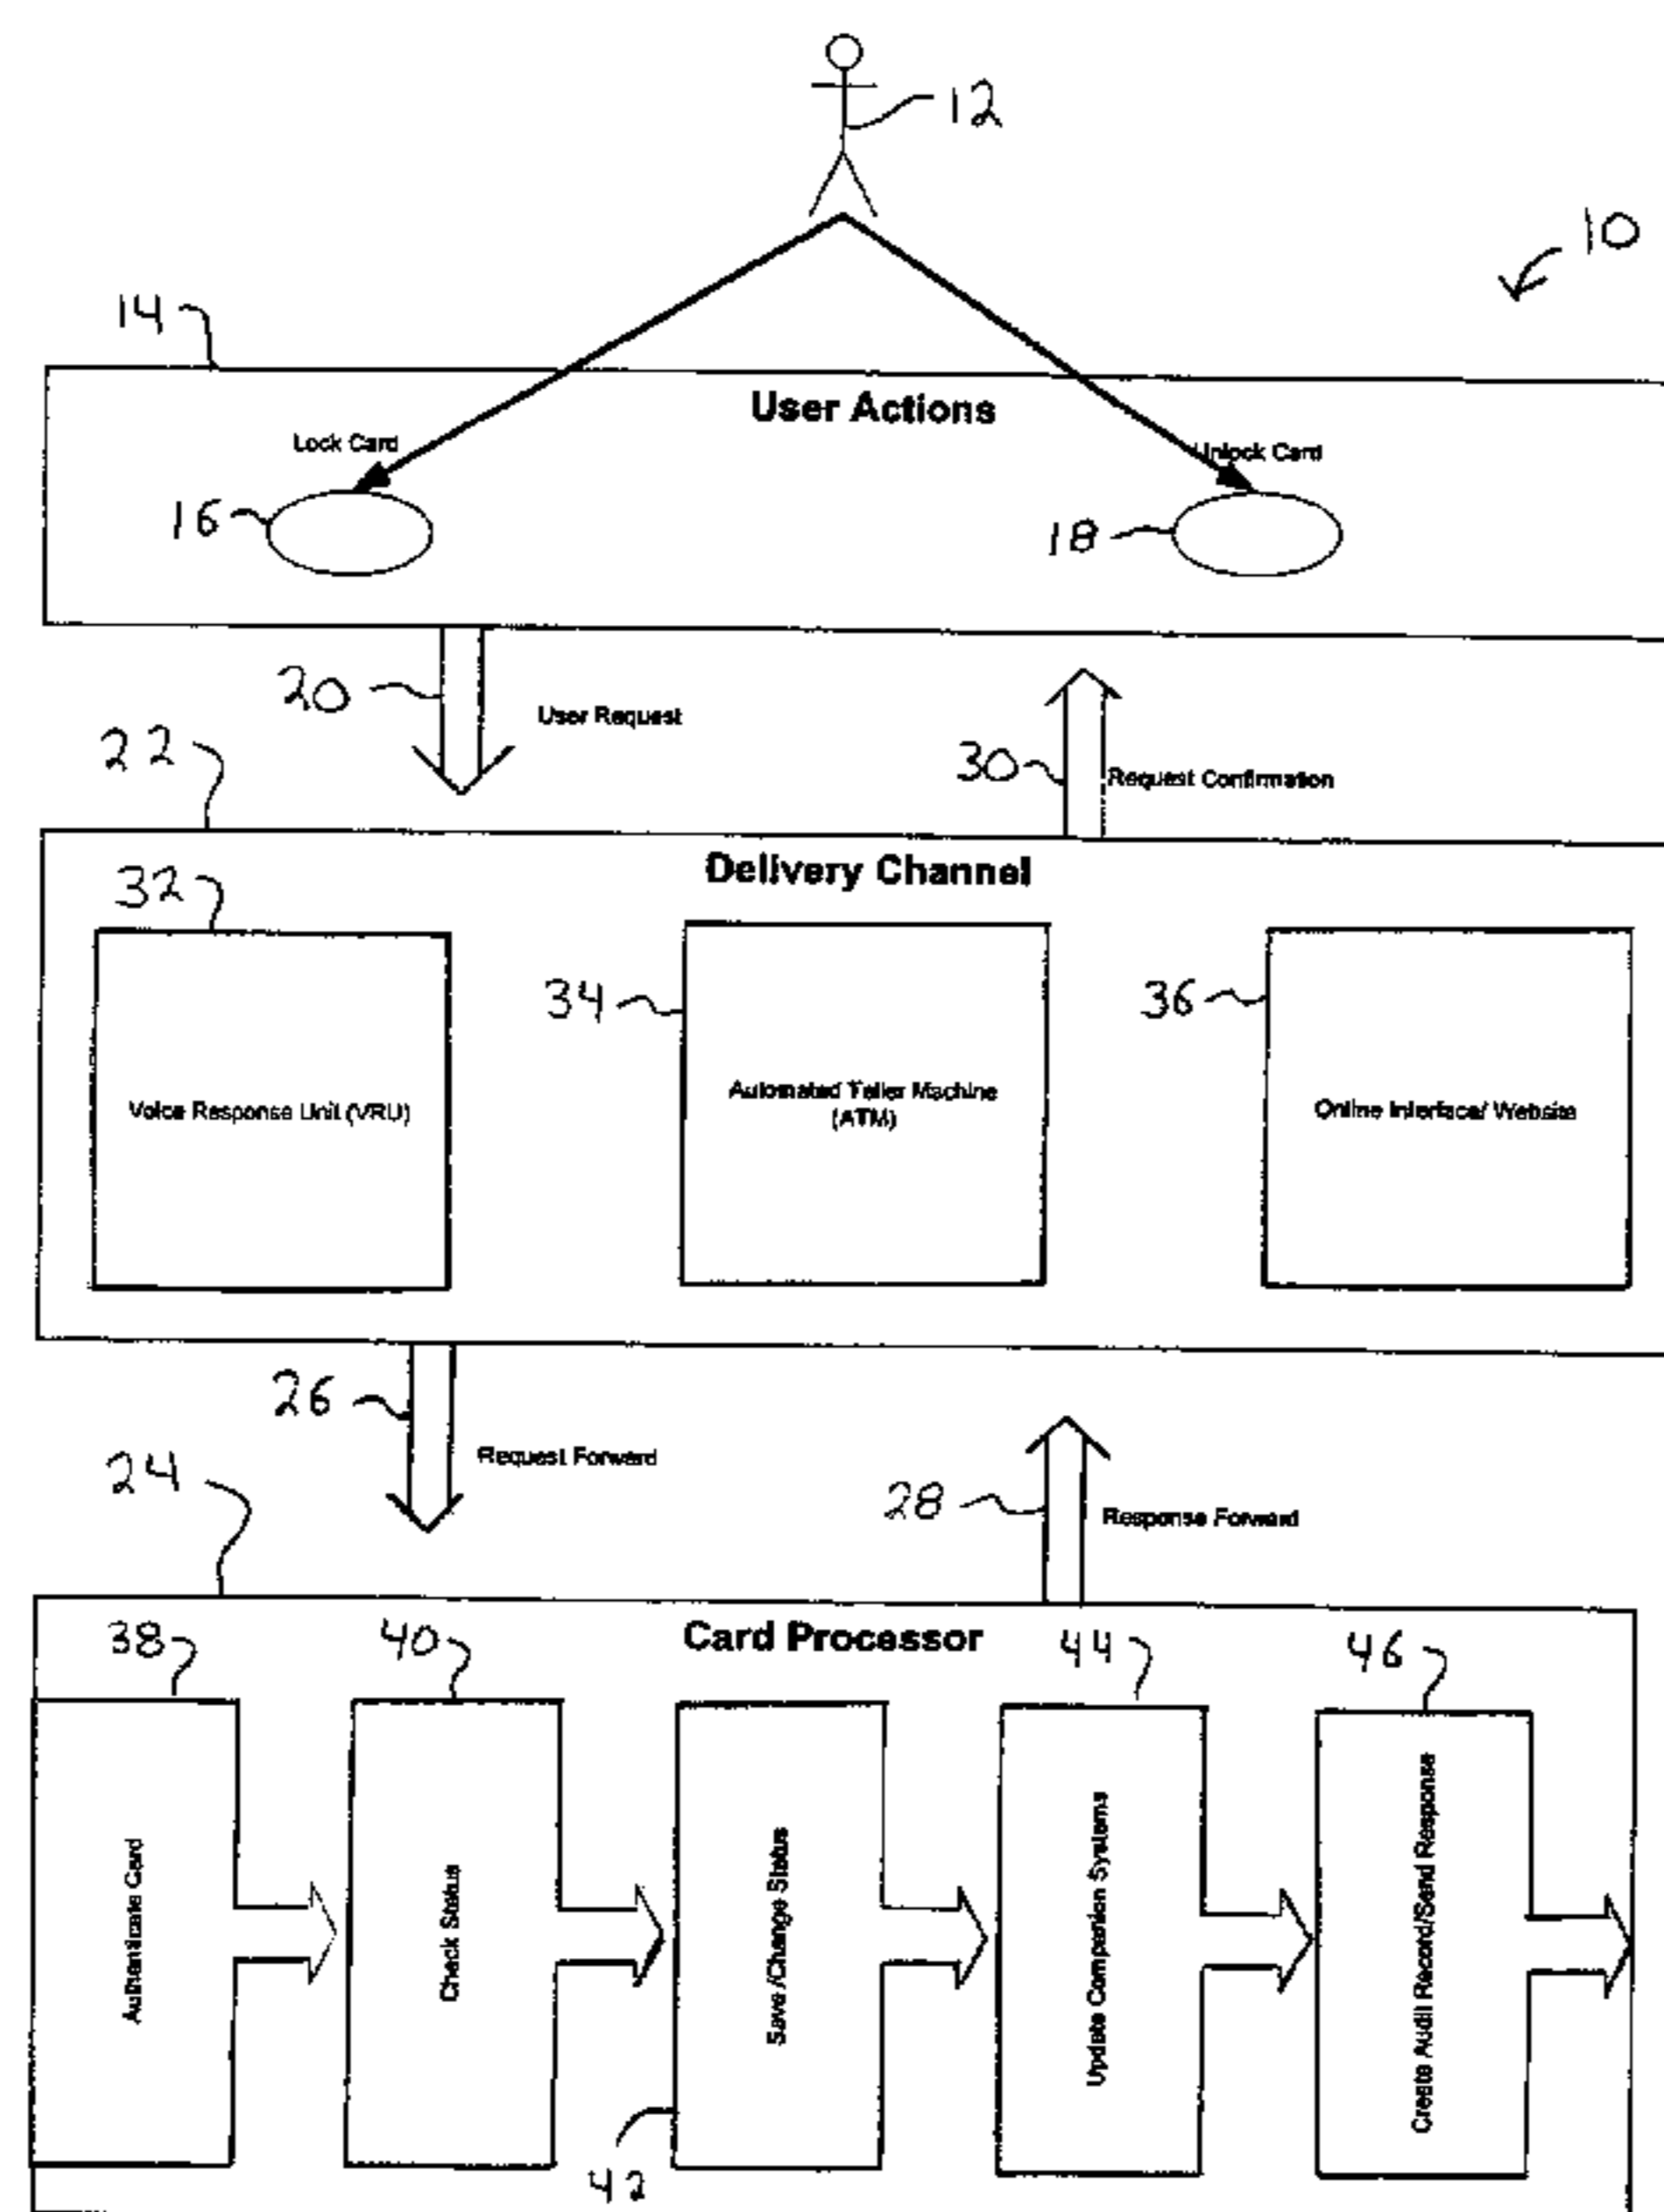 12
10
14
User Actions
Lock Card
Unlock Card
16
18
20
User Request
30
Request Confirmation
22
Delivery Channel
32
34
36
Voice Response Unit (VRU)
Automated Teller Machine
(ATM)
Online Interface/ Website
26
Request Forward
28
Response Forward
24
Card Processor
38
40
44
46
Authenticate Card
Check Status
Save /Change Status
Update Companion Systems
Create Audit Record/Send Response
42